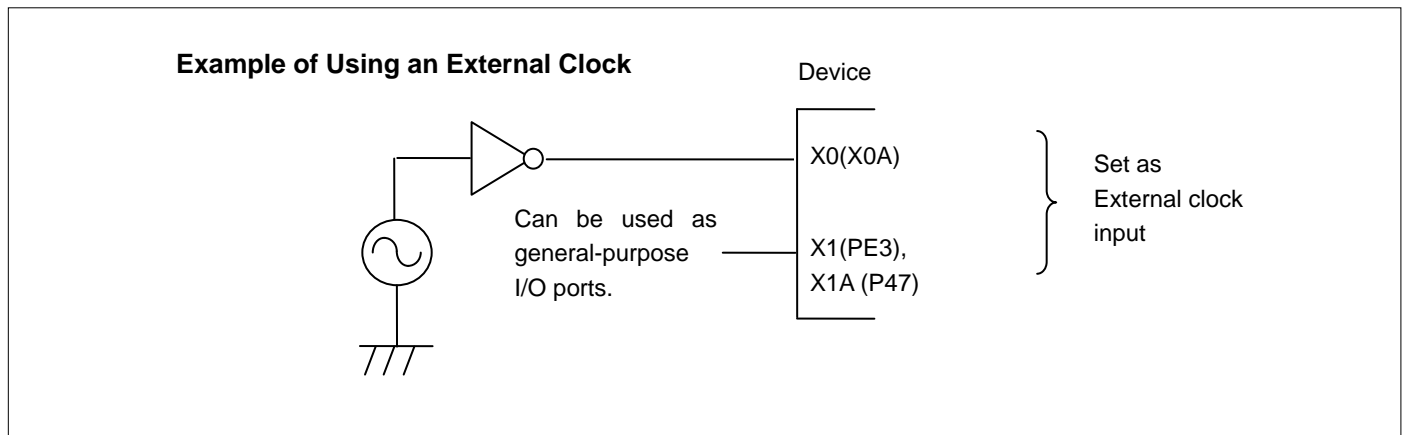 Example of Using an External Clock
Device
X0(X0A)
Can be used as
general-purpose
I/O ports.
X1(PE3),
X1A (P47)
Set as
External clock
input